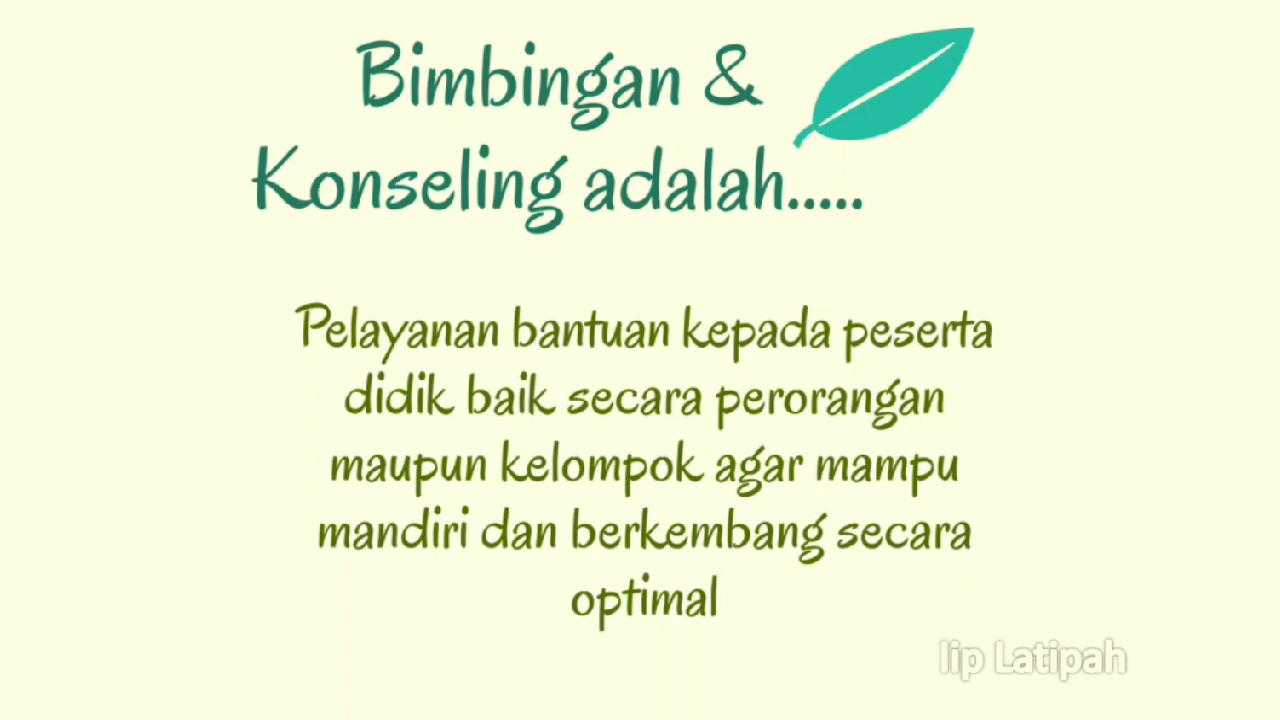 Bimbingan &
Konseling adalah.....
Pelayanan bantuan kepada peserta
didik baik secara perorangan
maupun kelompok agar mampu
mandiri dan berkembang secara
optimal
Iip Latipah